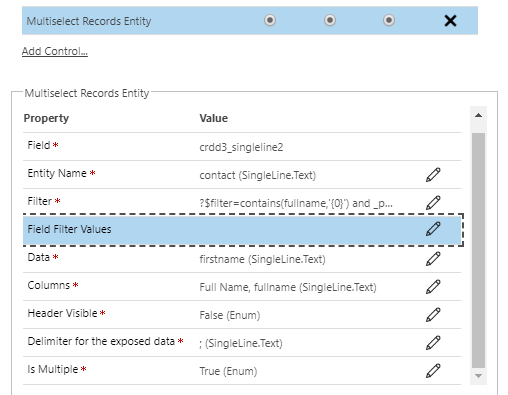 Multiselect Records Entity
Add Control...
Multiselect Records Entity
Property Value
Field * crdd3_singleline2
Entity Name * contact (SingleLine.Text)
Filter * ?$filter=contains(fullname,'{0}') and _p...
Field Filter Values
Data * firstname (SingleLine.Text)
Columns * Full Name, fullname (SingleLine.Text)
Header Visible * False (Enum)
Delimiter for the exposed data * ; (SingleLine.Text)
Is Multiple * True (Enum)